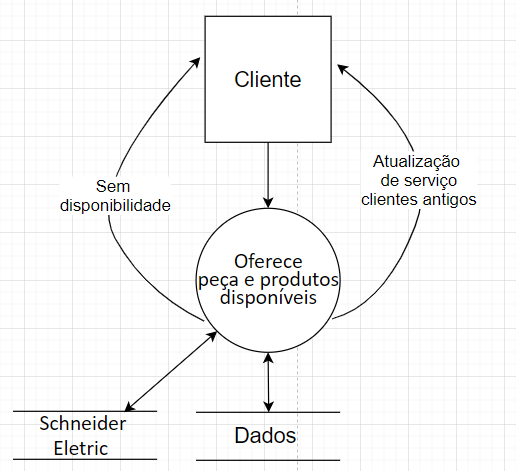 Cliente
Sem
disponibilidade
Atualização
de serviço
clientes antigos
Oferece
peça e produtos
disponíveis
Schneider
Eletric
Dados